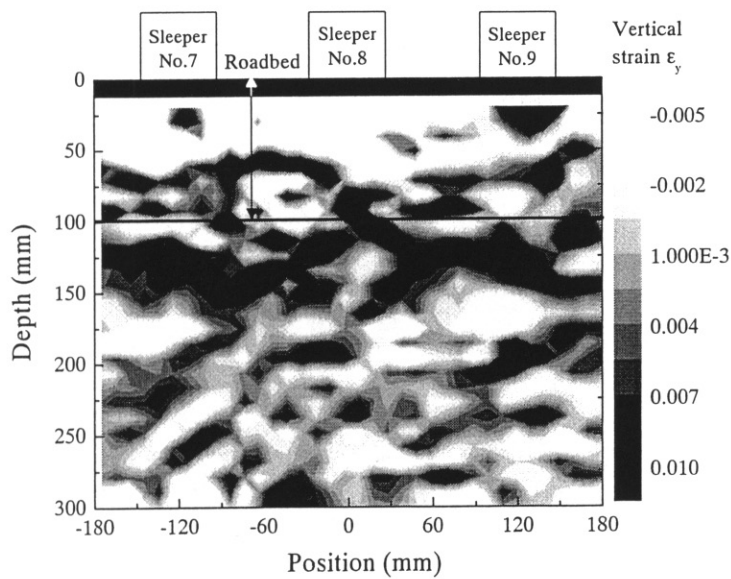 Sleeper
No.7
Roadbed
Sleeper
No.8
Sleeper
No.9
Vertical
strain εy
0
50
100
150
200
250
300
Depth (mm)
-180
-120
-60
0
60
120
180
Position (mm)
-0.005
-0.002
1.000E-3
0.004
0.007
0.010